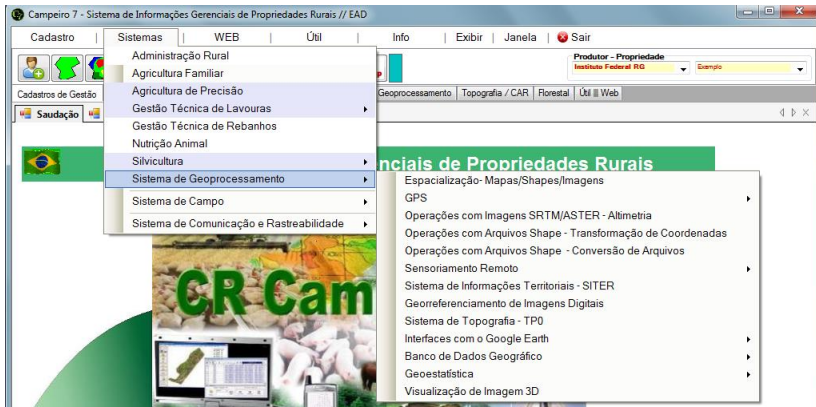 Campeiro 7 - Sistema de Informações Gerenciais de Propriedades Rurais // EAD
Cadastro | Sistemas | WEB | Útil | Info | Exibir | Janela | Sair
Produtor - Propriedade
Instituto Federal RG Exemplo
Cadastros de Gestão Geoprocessamento Topografia / CAR Florestal Útil || Web
Saudação
Administração Rural
Agricultura Familiar
Agricultura de Precisão
Gestão Técnica de Lavouras
Gestão Técnica de Rebanhos
Nutrição Animal
Silvicultura
Sistema de Geoprocessamento
Sistema de Campo
Sistema de Comunicação e Rastreabilidade
nciais de Propriedades Rurais
Espacialização- Mapas/Shapes/Imagens
GPS
Operações com Imagens SRTM/ASTER - Altimetria
Operações com Arquivos Shape - Transformação de Coordenadas
Operações com Arquivos Shape - Conversão de Arquivos
Sensoriamento Remoto
Sistema de Informações Territoriais - SITER
Georreferenciamento de Imagens Digitais
Sistema de Topografia - TP0
Interfaces com o Google Earth
Banco de Dados Geográfico
Geoestatística
Visualização de Imagem 3D
CR Cam